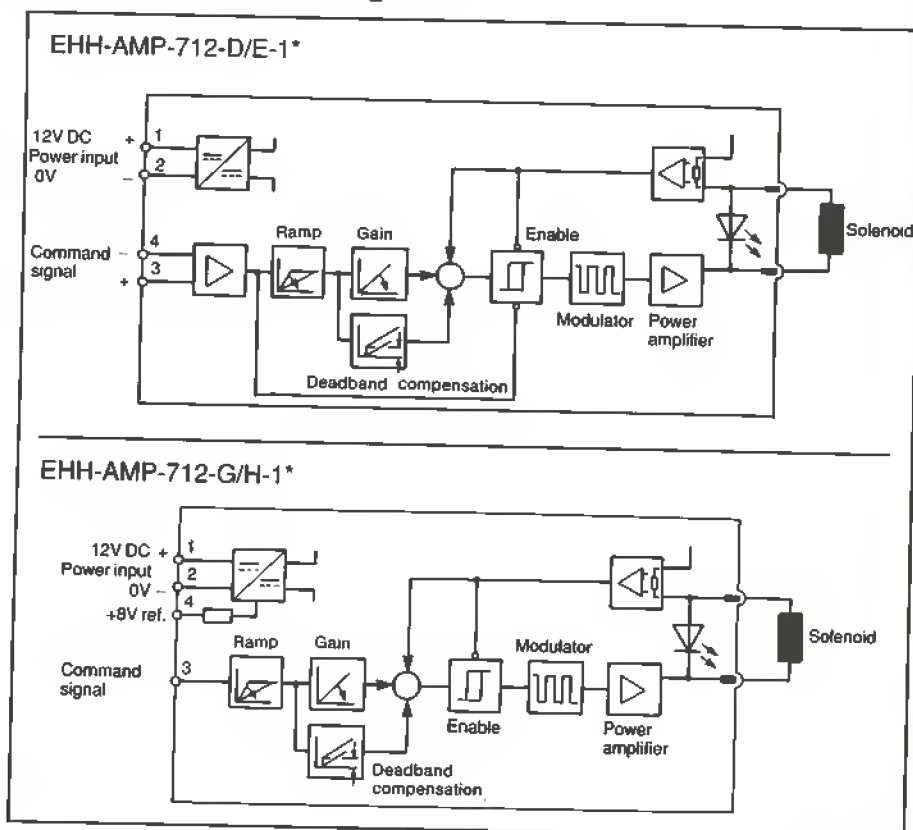 EHH-AMP-712-D/E-1*
12V DC + 1
Power input
0V − 2
Command − 4
signal
+ 3
Ramp
Gain
Deadband compensation
Enable
Modulator
Power
amplifier
Solenoid
EHH-AMP-712-G/H-1*
12V DC + 1
Power input
0V − 2
+8V ref. 4
Command 3
signal
Ramp
Gain
Deadband
compensation
Enable
Modulator
Power
amplifier
Solenoid